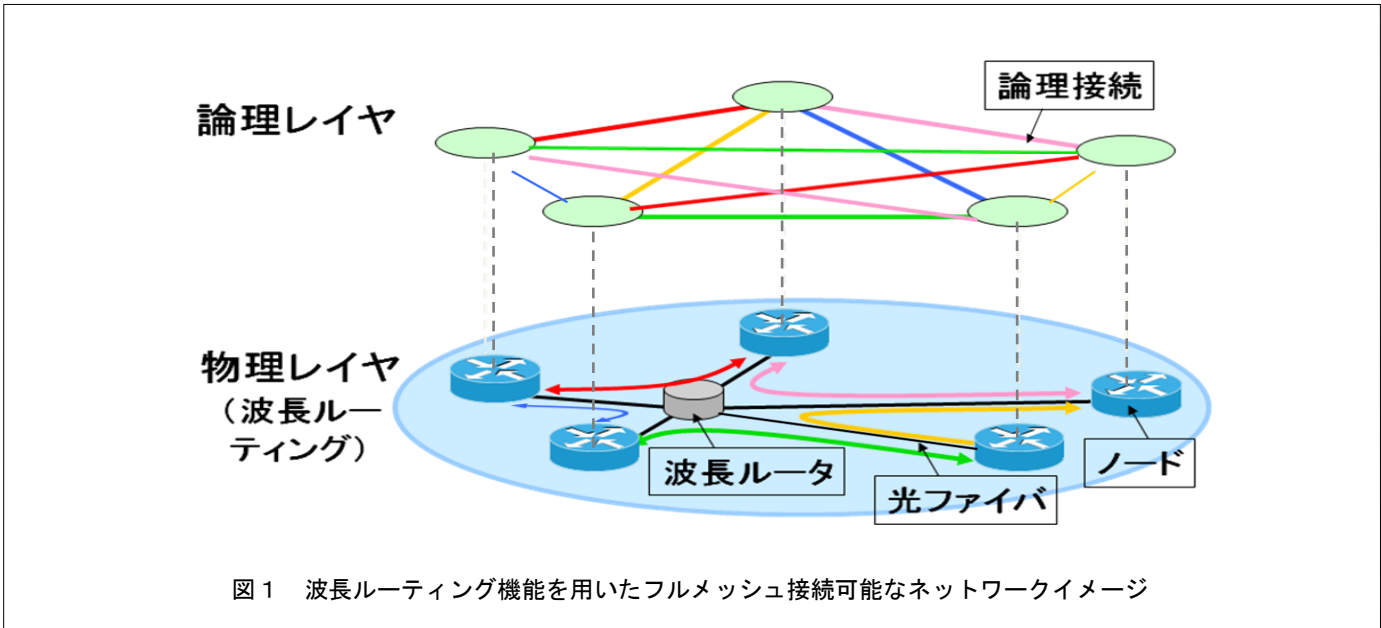 論理接続
論理レイヤ
物理レイヤ
（波長ルー
ティング）
波長ルータ
光ファイバ
ノード
図１　波長ルーティング機能を用いたフルメッシュ接続可能なネットワークイメージ